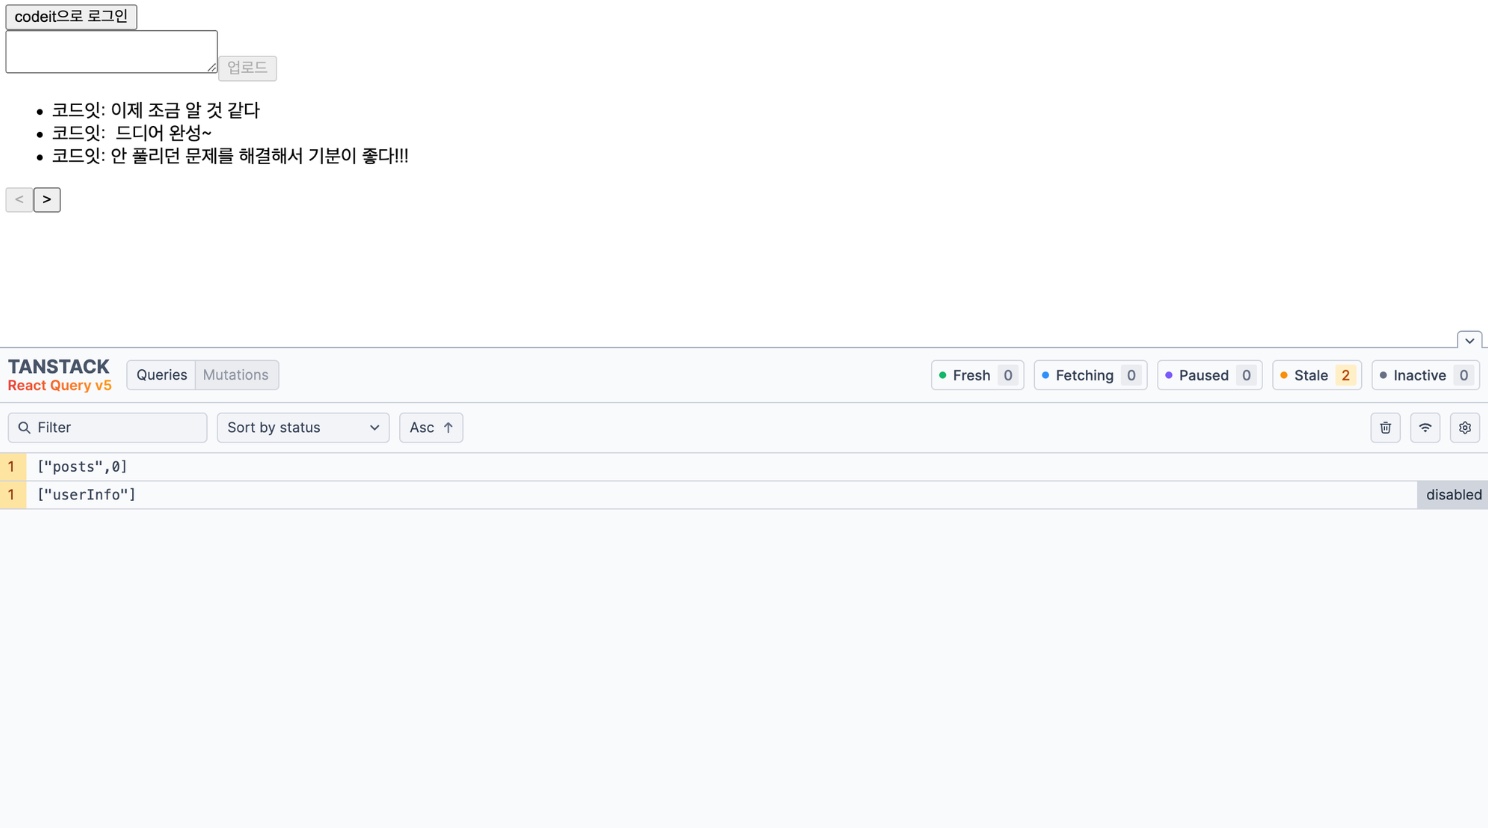 codeit으로 로그인
업로드
• 코드잇: 이제 조금 알 것 같다
• 코드잇:  드디어 완성~
• 코드잇: 안 풀리던 문제를 해결해서 기분이 좋다!!!
< >
TANSTACK
React Query v5
Queries Mutations
Fresh 0 Fetching 0 Paused 0 Stale 2 Inactive 0
Filter Sort by status Asc ↑
1 ["posts",0]
1 ["userInfo"] disabled